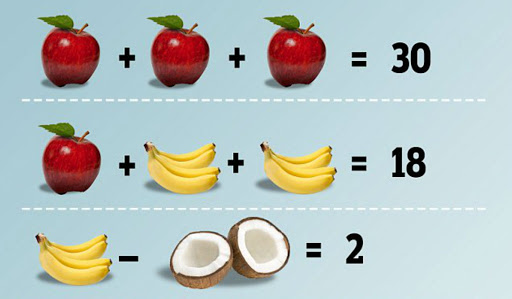 + + = 30
+ + = 18
– = 2